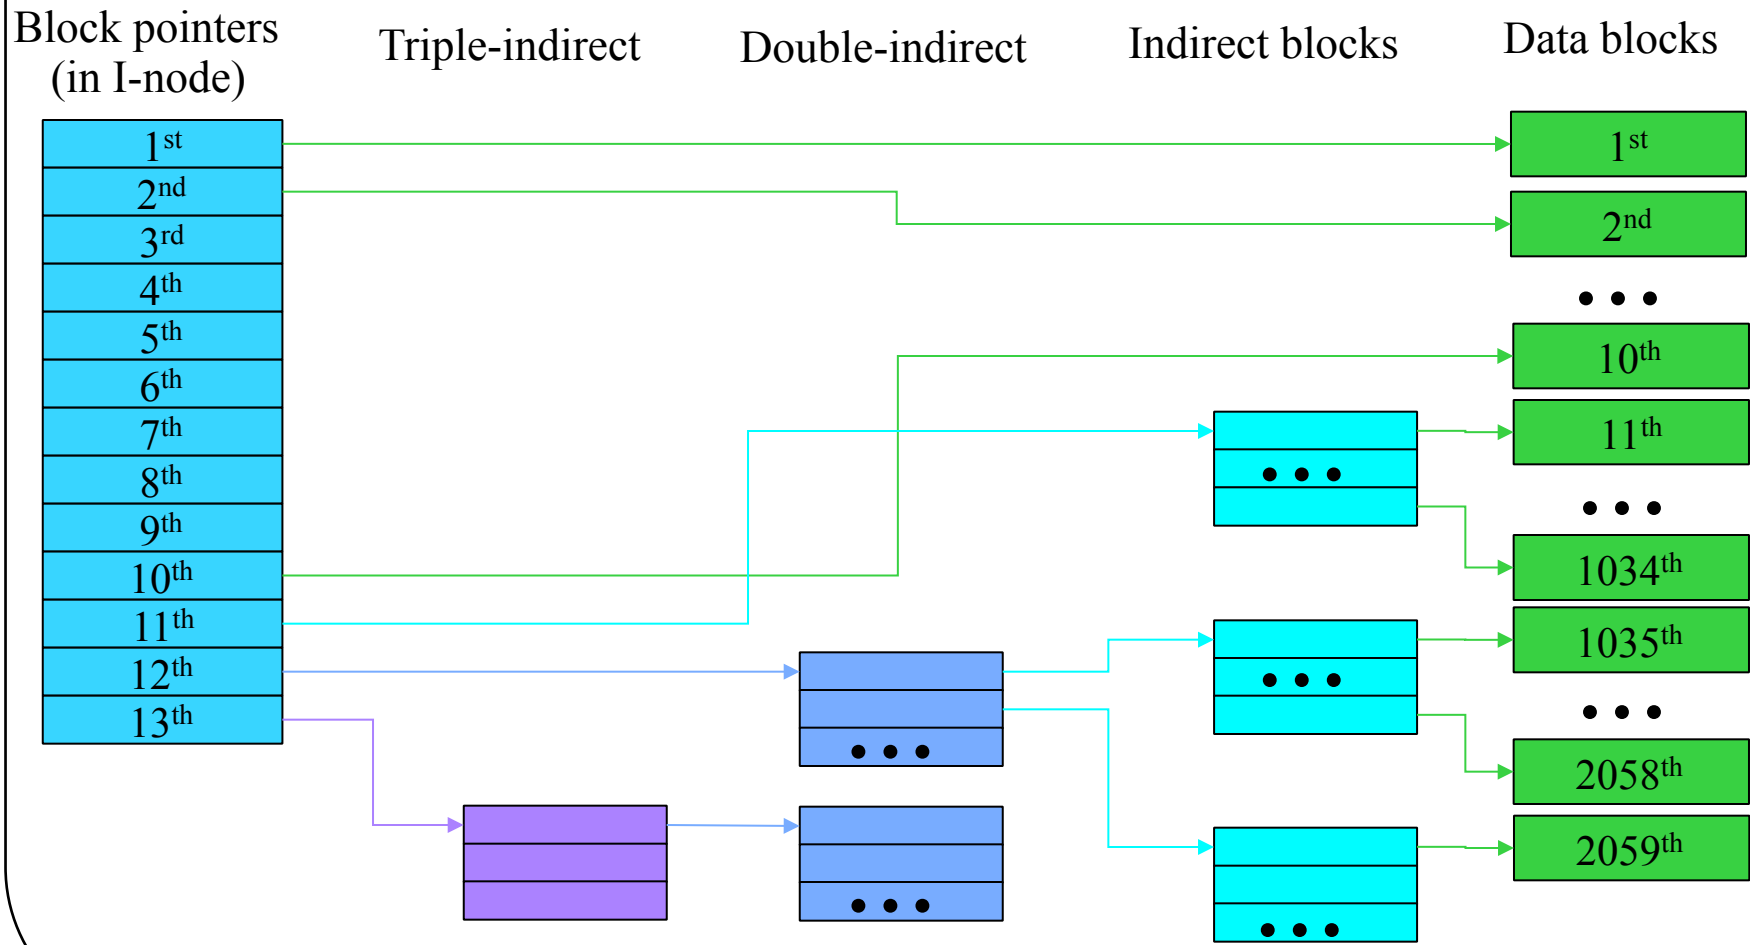 Block pointers
(in I-node)
Triple-indirect
Double-indirect
Indirect blocks
Data blocks
1st
2nd
3rd
4th
5th
6th
7th
8th
9th
10th
11th
12th
13th
• • •
• • •
• • •
• • •
• • •
1st
2nd
• • •
10th
11th
• • •
1034th
1035th
• • •
2058th
2059th